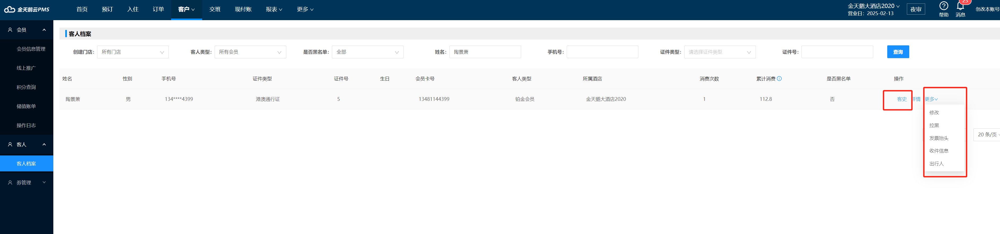 金天鹅云PMS
首页 预订 入住 订单 客户 交班 现付账 报表 更多
金天鹅大酒店2020
营业日：2025-02-13
夜审
帮助
25
消息
勿改本账号
会员
会员信息管理
线上推广
积分查询
储值账单
操作日志
客人
客人档案
券管理
客人档案
创建门店： 所有门店 客人类型： 所有会员 是否黑名单： 全部 姓名： 陶景萧 手机号： 证件类型： 请选择证件类型 证件号： 查询
姓名 性别 手机号 证件类型 证件号 生日 会员卡号 客人类型 所属酒店 消费次数 累计消费 是否黑名单 操作
陶景萧 男 134****4399 港澳通行证 5 13481144399 铂金会员 金天鹅大酒店2020 1 112.8 否 客史 详情 更多
修改
拉黑
发票抬头
收件信息
出行人
20 条/页